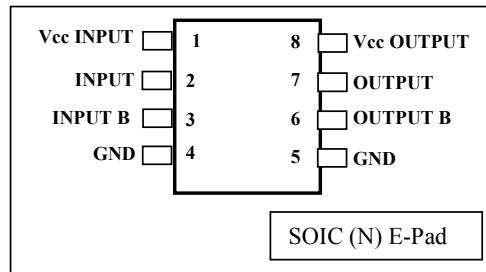 Vcc INPUT 1 8 Vcc OUTPUT
INPUT 2 7 OUTPUT
INPUT B 3 6 OUTPUT B
GND 4 5 GND
SOIC (N) E-Pad